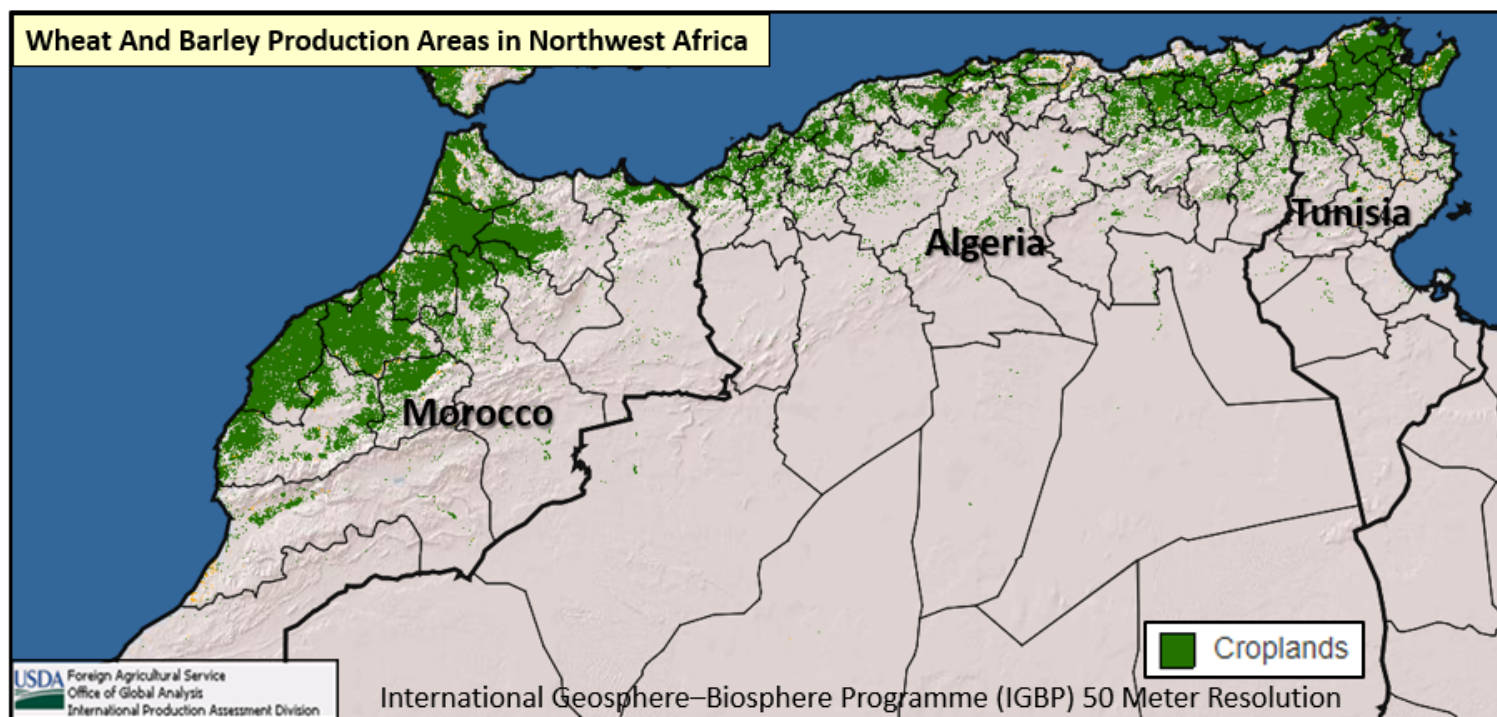 Wheat And Barley Production Areas in Northwest Africa
Tunisia
Algeria
Morocco
Croplands
USDA
Foreign Agricultural Service
Office of Global Analysis
International Production Assessment Division
International Geosphere–Biosphere Programme (IGBP) 50 Meter Resolution